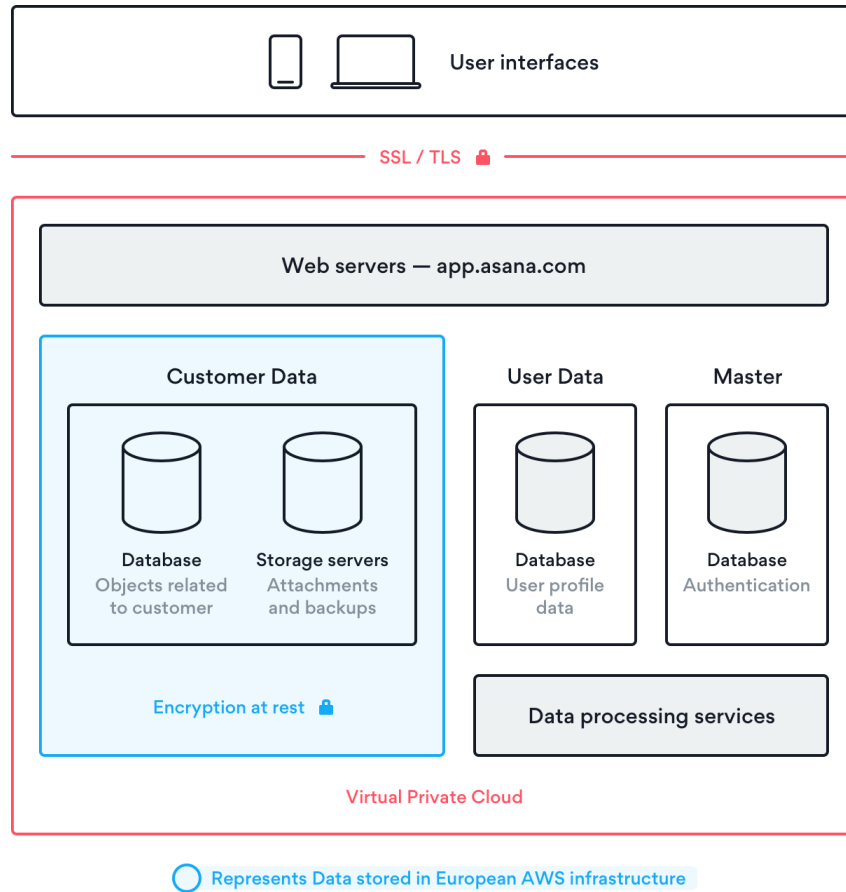 User interfaces
SSL / TLS
Web servers — app.asana.com
Customer Data
Database
Objects related
to customer
Storage servers
Attachments
and backups
Encryption at rest
User Data
Database
User profile
data
Master
Database
Authentication
Data processing services
Virtual Private Cloud
Represents Data stored in European AWS infrastructure